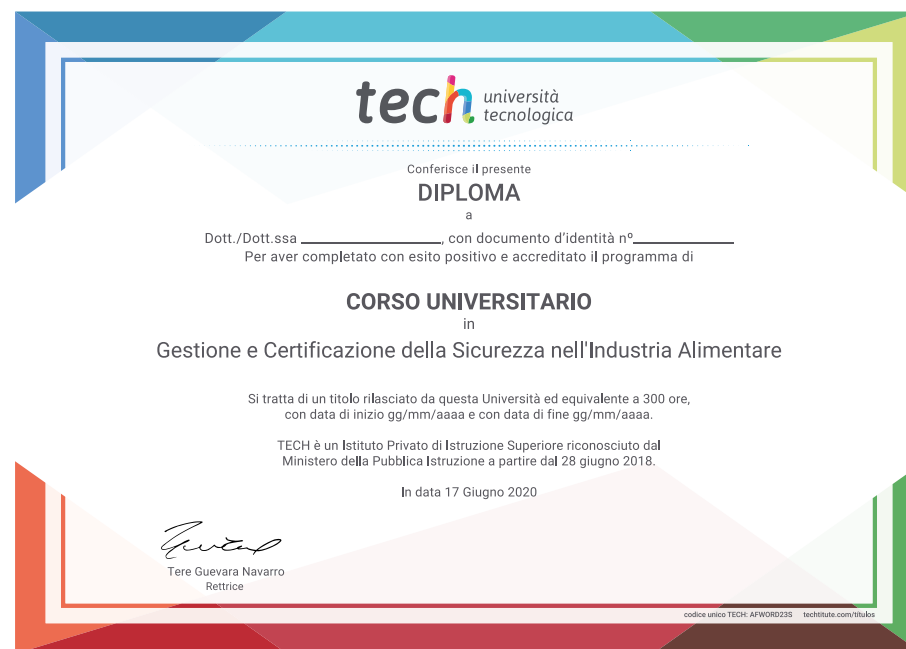 tech università
tecnologica
Conferisce il presente
DIPLOMA
a
Dott./Dott.ssa ____________________, con documento d'identità nº______________
Per aver completato con esito positivo e accreditato il programma di
CORSO UNIVERSITARIO
in
Gestione e Certificazione della Sicurezza nell'Industria Alimentare
Si tratta di un titolo rilasciato da questa Università ed equivalente a 300 ore,
con data di inizio gg/mm/aaaa e con data di fine gg/mm/aaaa.
TECH è un Istituto Privato di Istruzione Superiore riconosciuto dal
Ministero della Pubblica Istruzione a partire dal 28 giugno 2018.
In data 17 Giugno 2020
Tere Guevara Navarro
Rettrice
codice unico TECH: AFWORD23S techtitute.com/titulos